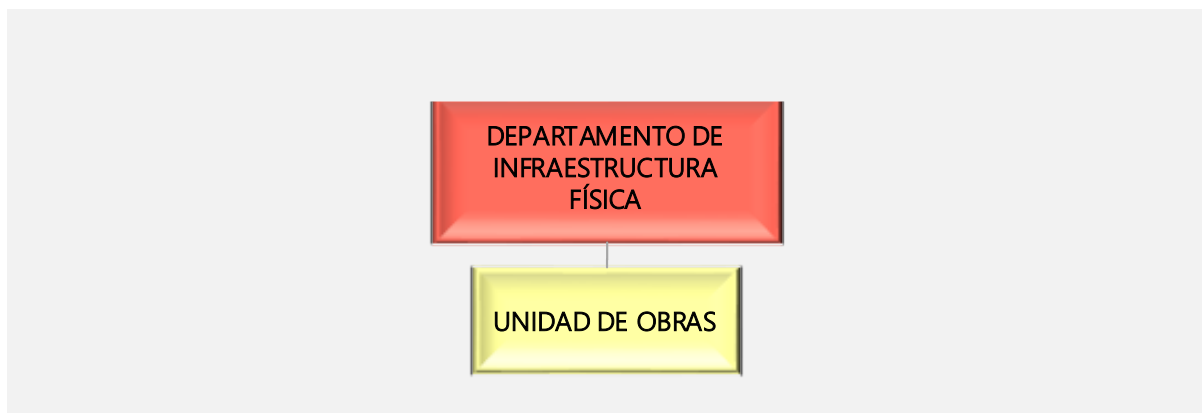 DEPARTAMENTO DE
INFRAESTRUCTURA
FÍSICA
UNIDAD DE OBRAS